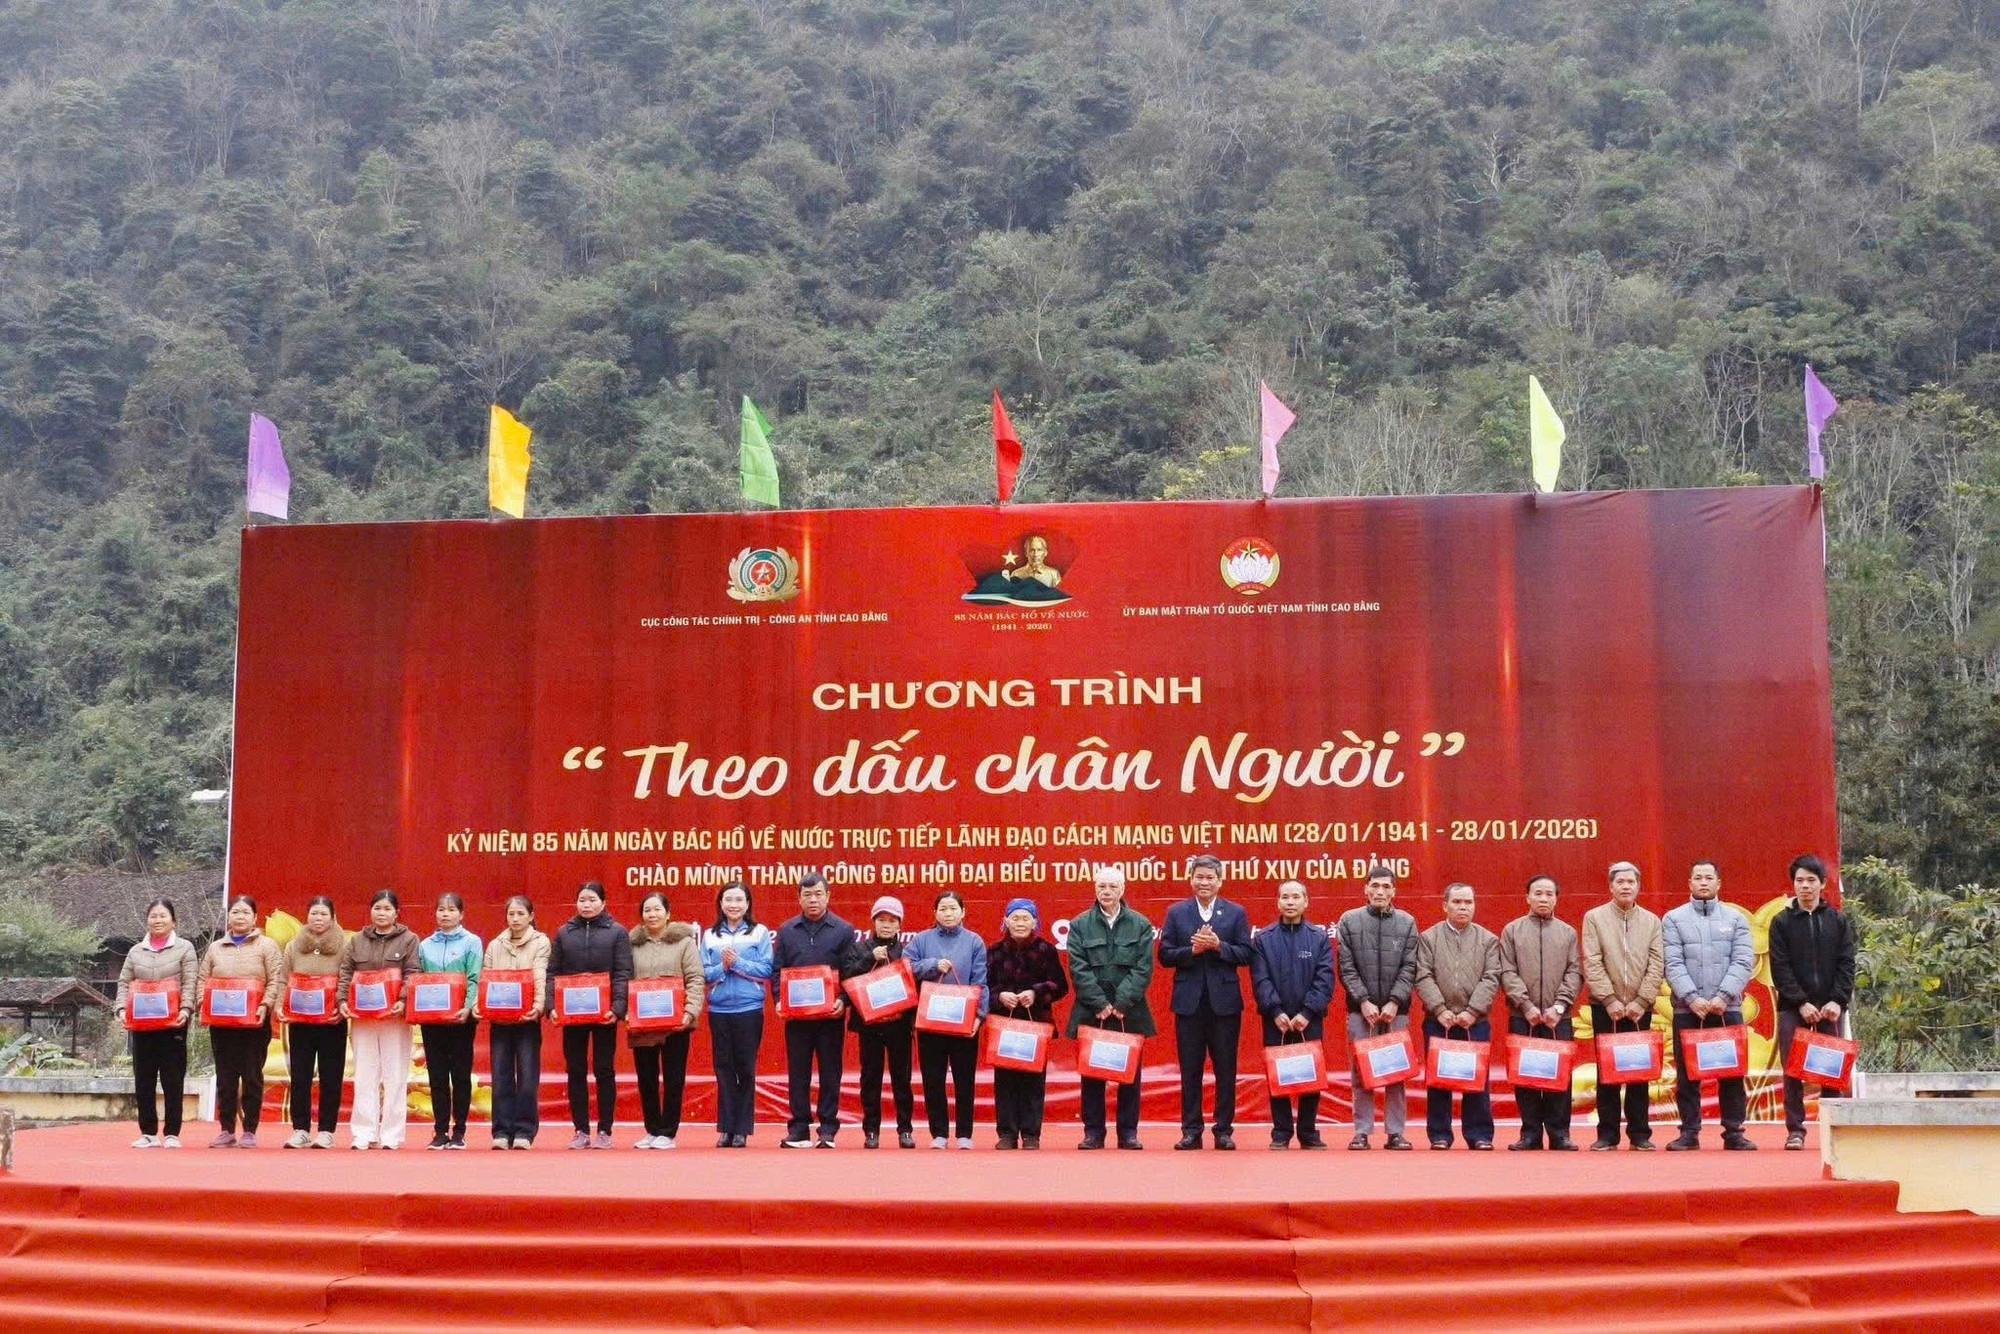 CỤC CÔNG TÁC CHÍNH TRỊ - CÔNG AN TỈNH CAO BẰNG
85 NĂM BÁC HỒ VỀ NƯỚC
(1941 - 2026)
ỦY BAN MẶT TRẬN TỔ QUỐC VIỆT NAM TỈNH CAO BẰNG
CHƯƠNG TRÌNH
“ Theo dấu chân Người ”
KỶ NIỆM 85 NĂM NGÀY BÁC HỒ VỀ NƯỚC TRỰC TIẾP LÃNH ĐẠO CÁCH MẠNG VIỆT NAM (28/01/1941 - 28/01/2026)
CHÀO MỪNG THÀNH CÔNG ĐẠI HỘI ĐẠI BIỂU TOÀN QUỐC LẦN THỨ XIV CỦA ĐẢNG